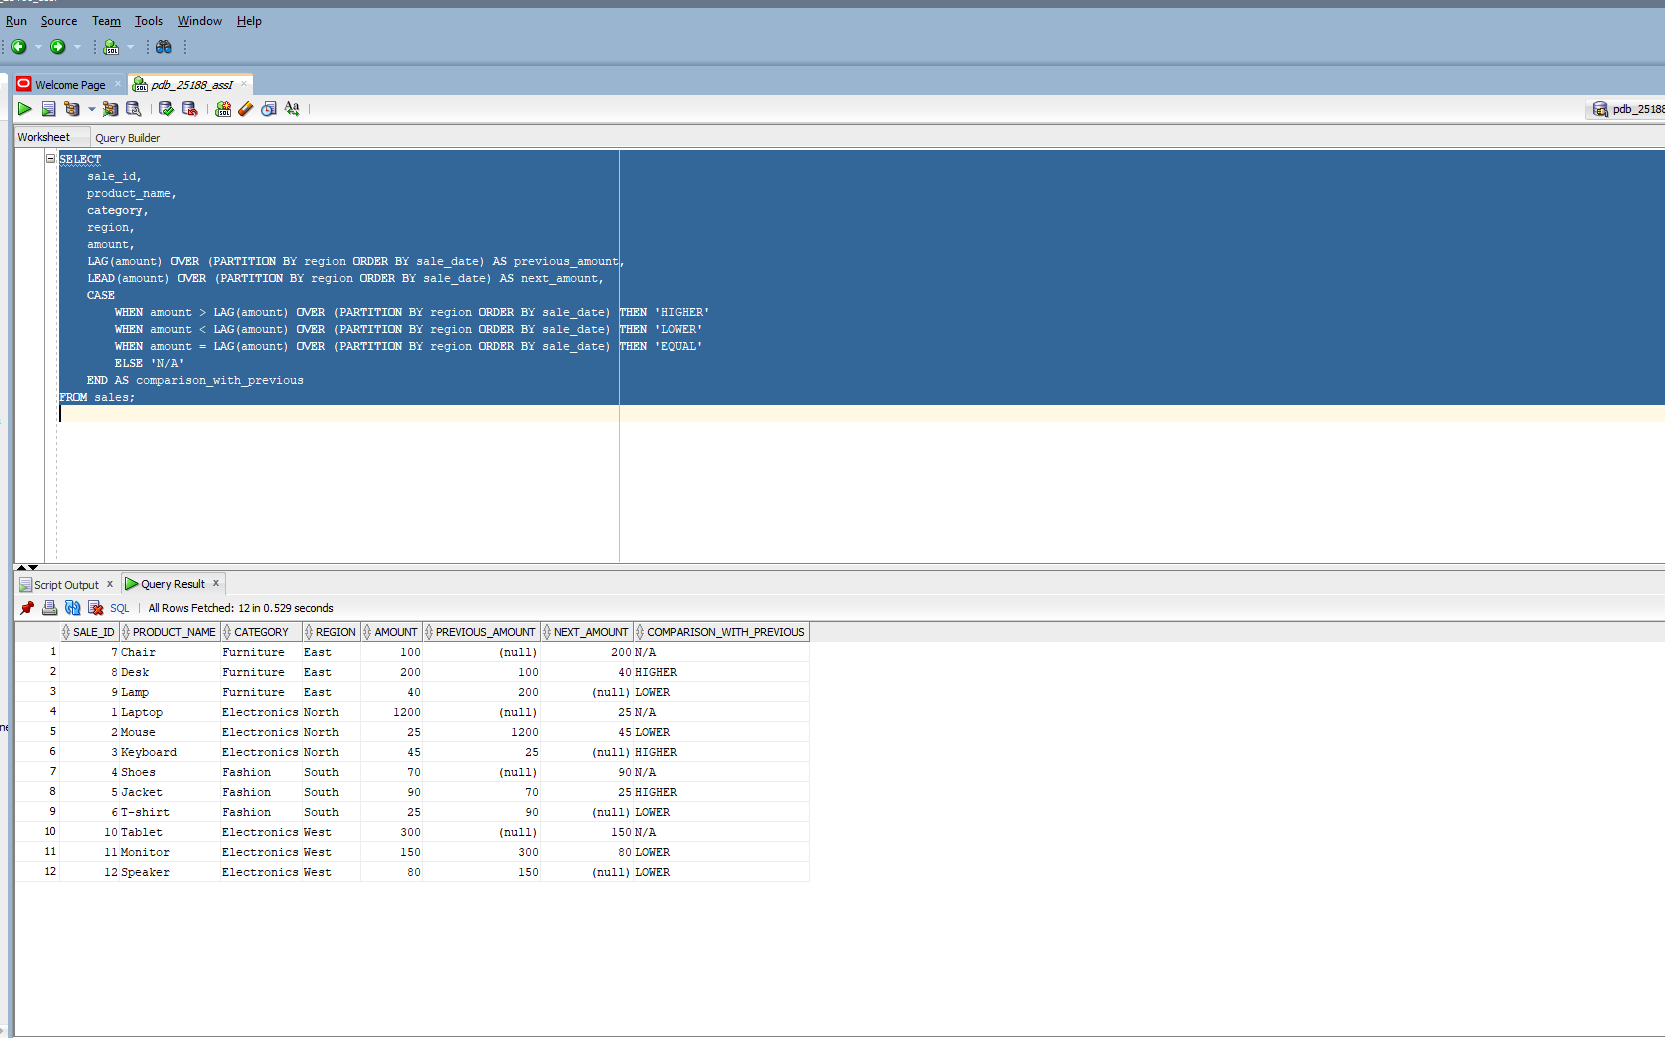 Run Source Team Tools Window Help
Welcome Page pdb_25188_assI
pdb_25188
Worksheet Query Builder
SELECT
sale_id,
product_name,
category,
region,
amount,
LAG(amount) OVER (PARTITION BY region ORDER BY sale_date) AS previous_amount,
LEAD(amount) OVER (PARTITION BY region ORDER BY sale_date) AS next_amount,
CASE
WHEN amount > LAG(amount) OVER (PARTITION BY region ORDER BY sale_date) THEN 'HIGHER'
WHEN amount < LAG(amount) OVER (PARTITION BY region ORDER BY sale_date) THEN 'LOWER'
WHEN amount = LAG(amount) OVER (PARTITION BY region ORDER BY sale_date) THEN 'EQUAL'
ELSE 'N/A'
END AS comparison_with_previous
FROM sales;
Script Output x Query Result x
SQL | All Rows Fetched: 12 in 0.529 seconds
SALE_ID PRODUCT_NAME CATEGORY REGION AMOUNT PREVIOUS_AMOUNT NEXT_AMOUNT COMPARISON_WITH_PREVIOUS
1 7 Chair Furniture East 100 (null) 200 N/A
2 8 Desk Furniture East 200 100 40 HIGHER
3 9 Lamp Furniture East 40 200 (null) LOWER
4 1 Laptop Electronics North 1200 (null) 25 N/A
5 2 Mouse Electronics North 25 1200 45 LOWER
6 3 Keyboard Electronics North 45 25 (null) HIGHER
7 4 Shoes Fashion South 70 (null) 90 N/A
8 5 Jacket Fashion South 90 70 25 HIGHER
9 6 T-shirt Fashion South 25 90 (null) LOWER
10 10 Tablet Electronics West 300 (null) 150 N/A
11 11 Monitor Electronics West 150 300 80 LOWER
12 12 Speaker Electronics West 80 150 (null) LOWER